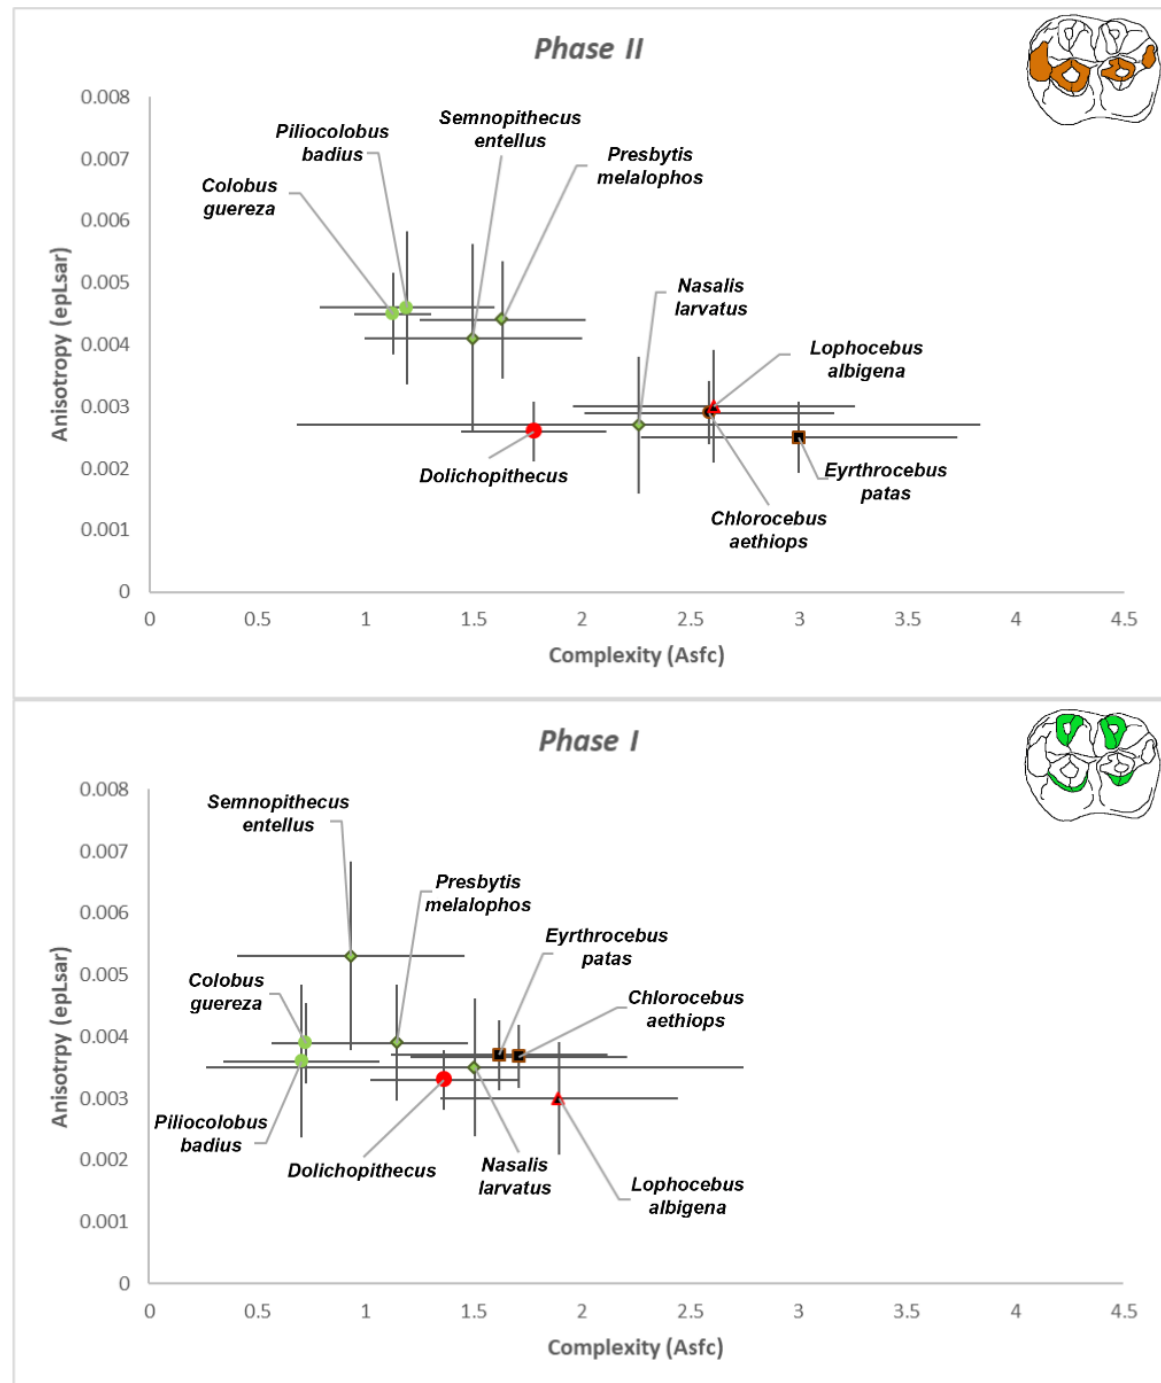 Phase II
0.008
0.007
0.006
0.005
0.004
0.003
0.002
0.001
0
Anisotropy (epLsar)
Piliocolobus
badius
Semnopithecus
entellus
Presbytis
melalophos
Colobus
guereza
Nasalis
larvatus
Lophocebus
albigena
Dolichopithecus
Eyrthrocebus
patas
Chlorocebus
aethiops
0 0.5 1 1.5 2 2.5 3 3.5 4 4.5
Complexity (Asfc)
Phase I
0.008
0.007
0.006
0.005
0.004
0.003
0.002
0.001
0
Anisotrpy (epLsar)
Semnopithecus
entellus
Presbytis
melalophos
Eyrthrocebus
patas
Colobus
guereza
Chlorocebus
aethiops
Piliocolobus
badius
Dolichopithecus
Nasalis
larvatus
Lophocebus
albigena
0 0.5 1 1.5 2 2.5 3 3.5 4 4.5
Complexity (Asfc)